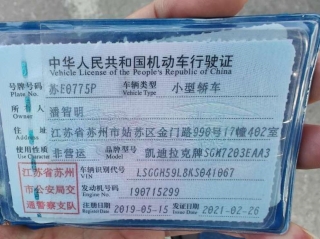 中华人民共和国机动车行驶证
Vehicle License of the People's Republic of China
号牌号码 苏E0775P 车辆类型 小型轿车
Plate No. Vehicle Type
所有人 潘智明
Owner
住址 江苏省苏州市姑苏区金门路990号17幢402室
Address
使用性质 非营运 品牌型号 凯迪拉克牌SGM7203EAA3
Use Character Model
江苏省苏州市公安局交通警察支队
车辆识别代号 LSGGH59L8KS041067
VIN
发动机号码 190715299
Engine No.
注册日期 2019-05-15 发证日期 2021-02-26
Register Date Issue Date